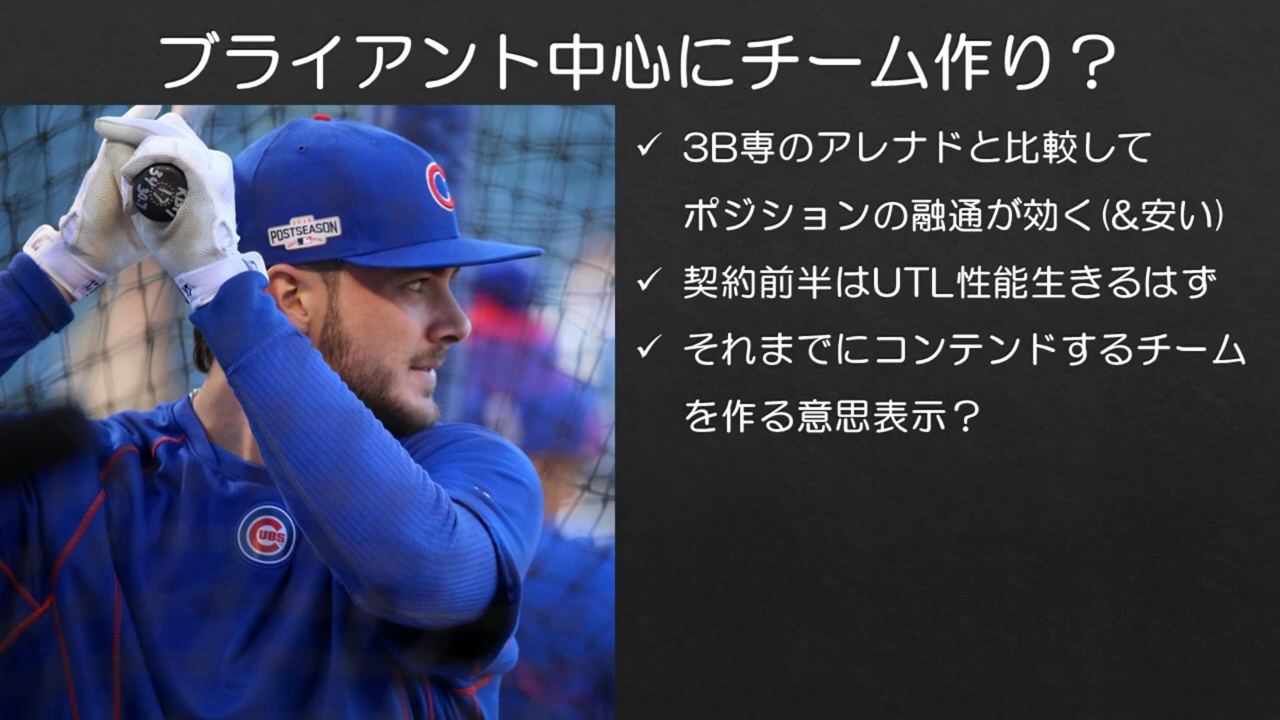 ブライアント中心にチーム作り？
✓ 3B専のアレナドと比較して
ポジションの融通が効く(&安い)
✓ 契約前半はUTL性能生きるはず
✓ それまでにコンテンドするチーム
を作る意思表示？
POSTSEASON
CUBS